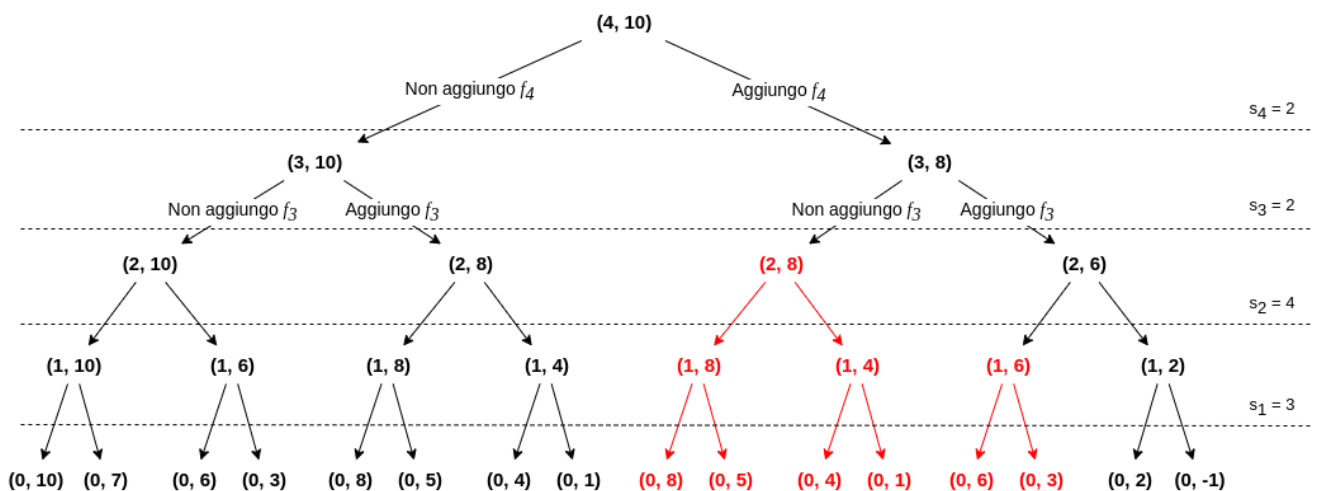 (4, 10)
Non aggiungo f4 Aggiungo f4
s4 = 2
(3, 10) (3, 8)
Non aggiungo f3 Aggiungo f3 Non aggiungo f3 Aggiungo f3 s3 = 2
(2, 10) (2, 8) (2, 8) (2, 6)
s2 = 4
(1, 10) (1, 6) (1, 8) (1, 4) (1, 8) (1, 4) (1, 6) (1, 2)
s1 = 3
(0, 10) (0, 7) (0, 6) (0, 3) (0, 8) (0, 5) (0, 4) (0, 1) (0, 8) (0, 5) (0, 4) (0, 1) (0, 6) (0, 3) (0, 2) (0, -1)